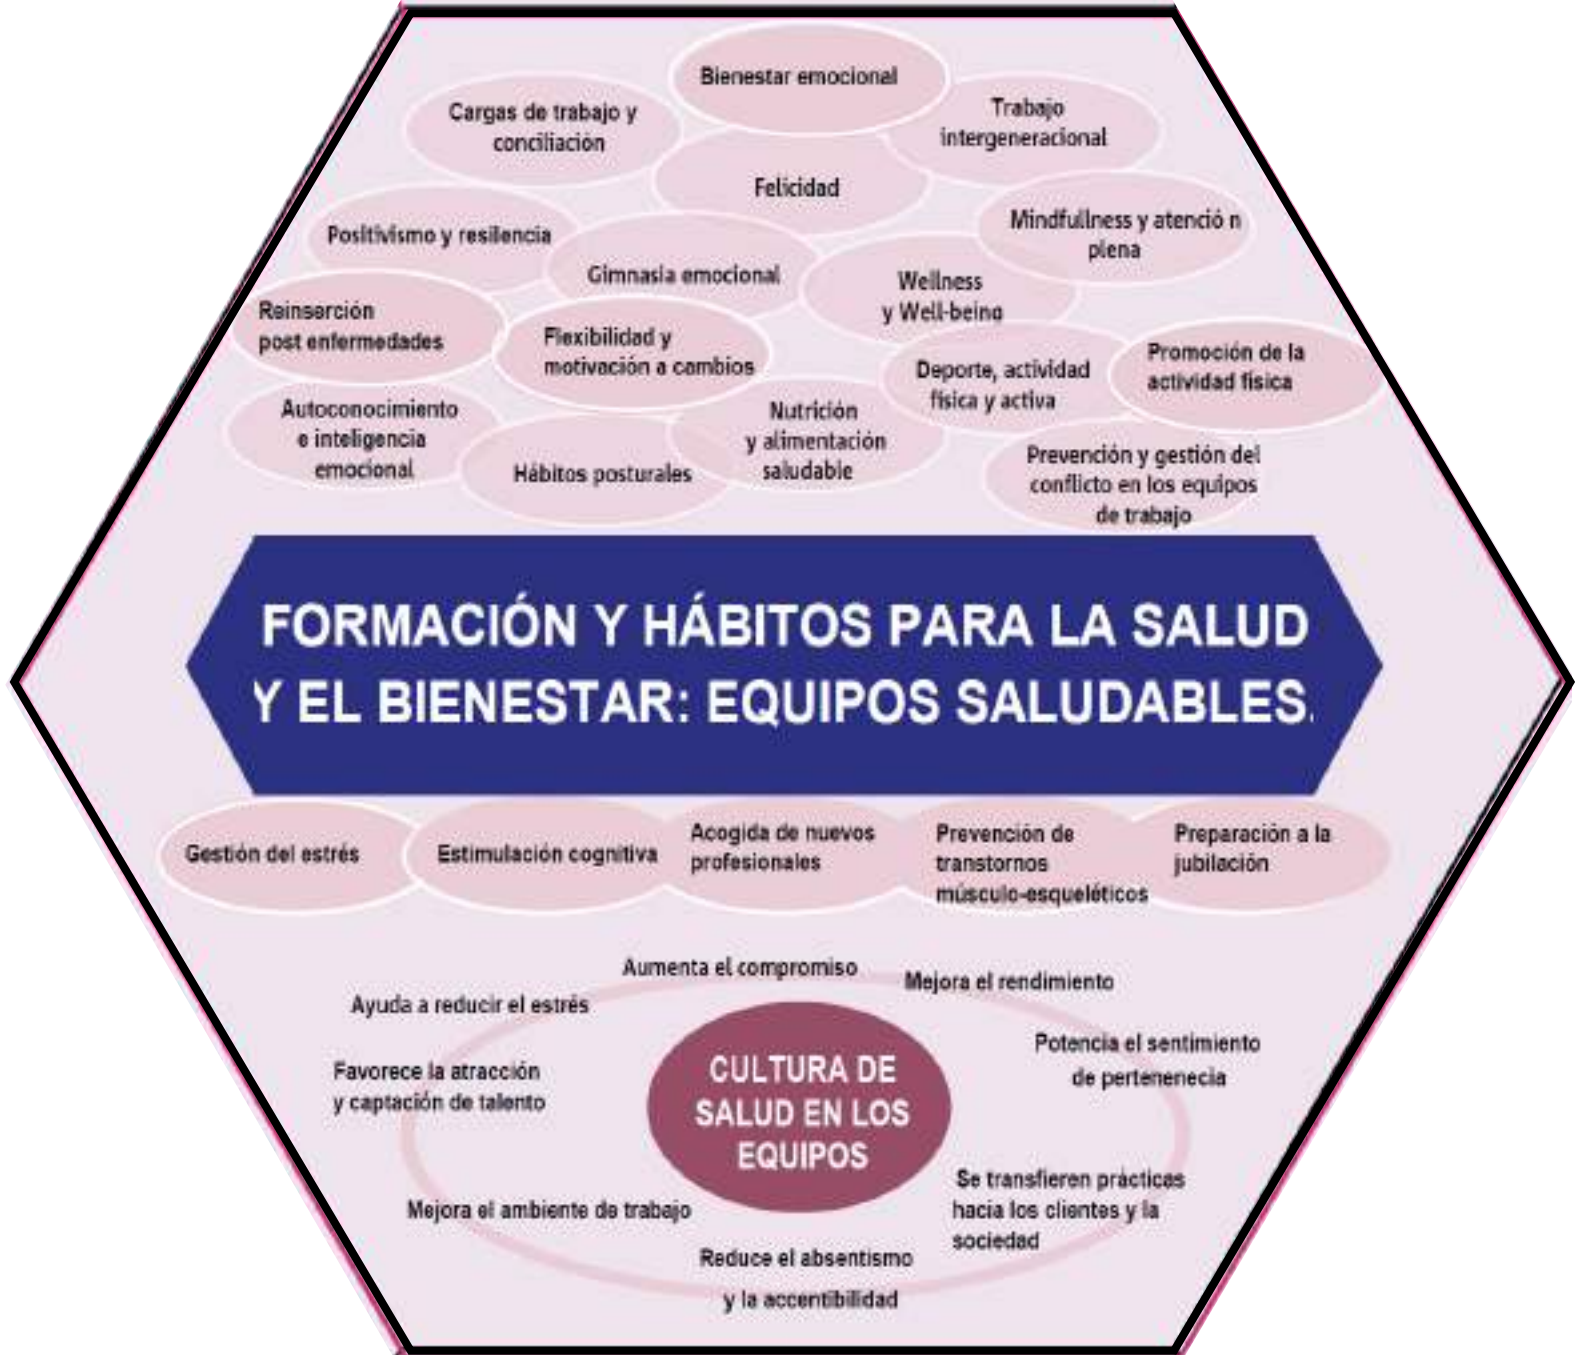 Bienestar emocional
Cargas de trabajo y
conciliación
Trabajo
intergeneracional
Felicidad
Positivismo y resilencia
Mindfullness y atenció n
plena
Gimnasia emocional
Wellness
y Well-being
Reinserción
post enfermedades
Flexibilidad y
motivación a cambios
Deporte, actividad
física y activa
Promoción de la
actividad física
Autoconocimiento
e inteligencia
emocional
Hábitos posturales
Nutrición
y alimentación
saludable
Prevención y gestión del
conflicto en los equipos
de trabajo
FORMACIÓN Y HÁBITOS PARA LA SALUD
Y EL BIENESTAR: EQUIPOS SALUDABLES.
Gestión del estrés
Estimulación cognitiva
Acogida de nuevos
profesionales
Prevención de
transtornos
músculo-esqueléticos
Preparación a la
jubilación
Aumenta el compromiso
Mejora el rendimiento
Ayuda a reducir el estrés
Potencia el sentimiento
de pertenenecia
Favorece la atracción
y captación de talento
CULTURA DE
SALUD EN LOS
EQUIPOS
Se transfieren prácticas
hacia los clientes y la
sociedad
Mejora el ambiente de trabajo
Reduce el absentismo
y la accentibilidad